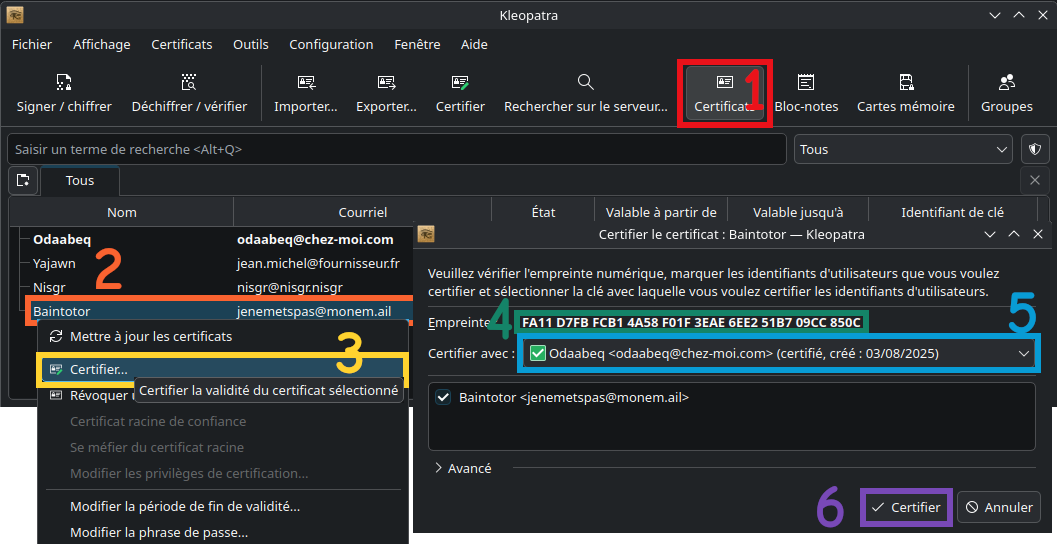 Kleopatra
Fichier Affichage Certificats Outils Configuration Fenêtre Aide
Signer / chiffrer Déchiffrer / vérifier Importer... Exporter... Certifier Rechercher sur le serveur... Certificats 1 Bloc-notes Cartes mémoire Groupes
Saisir un terme de recherche <Alt+Q> Tous
Tous
Nom Courriel État Valable à partir de Valable jusqu'à Identifiant de clé
Odaabeq odaabeq@chez-moi.com
Yajawn jean.michel@fournisseur.fr
2
Nisgr nisgr@nisgr.nisgr
Baintotor jenemetspas@monem.ail
Mettre à jour les certificats
3
Certifier...
Certifier la validité du certificat sélectionné
Révoquer
Certificat racine de confiance
Se méfier du certificat racine
Modifier les privilèges de certification...
Modifier la période de fin de validité...
Modifier la phrase de passe...
Certifier le certificat : Baintotor — Kleopatra
Veuillez vérifier l'empreinte numérique, marquer les identifiants d'utilisateurs que vous voulez
certifier et sélectionner la clé avec laquelle vous voulez certifier les identifiants d'utilisateurs.
Empreinte 4 FA11 D7FB FCB1 4A58 F01F 3EAE 6EE2 51B7 09CC 850C 5
Certifier avec : Odaabeq <odaabeq@chez-moi.com> (certifié, créé : 03/08/2025)
Baintotor <jenemetspas@monem.ail>
Avancé
6 Certifier Annuler